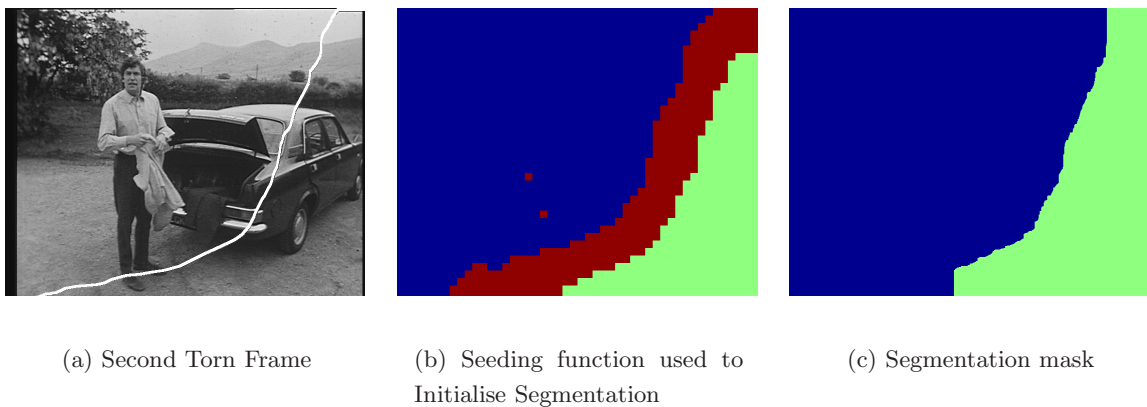 (a) Second Torn Frame
(b) Seeding function used to
Initialise Segmentation
(c) Segmentation mask